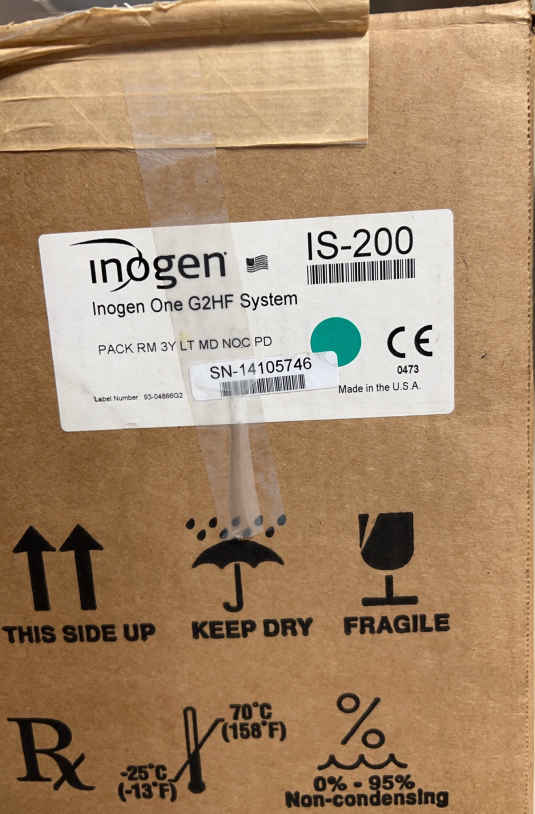 inogen
IS-200
Inogen One G2HF System
PACK RM 3Y LT MD NOC PD
SN-14105746
CE
0473
Label Number 93-04866G2
Made in the U.S.A.
THIS SIDE UP
KEEP DRY
FRAGILE
Rx
70°C
(158°F)
-25°C
(-13°F)
%
0% - 95%
Non-condensing